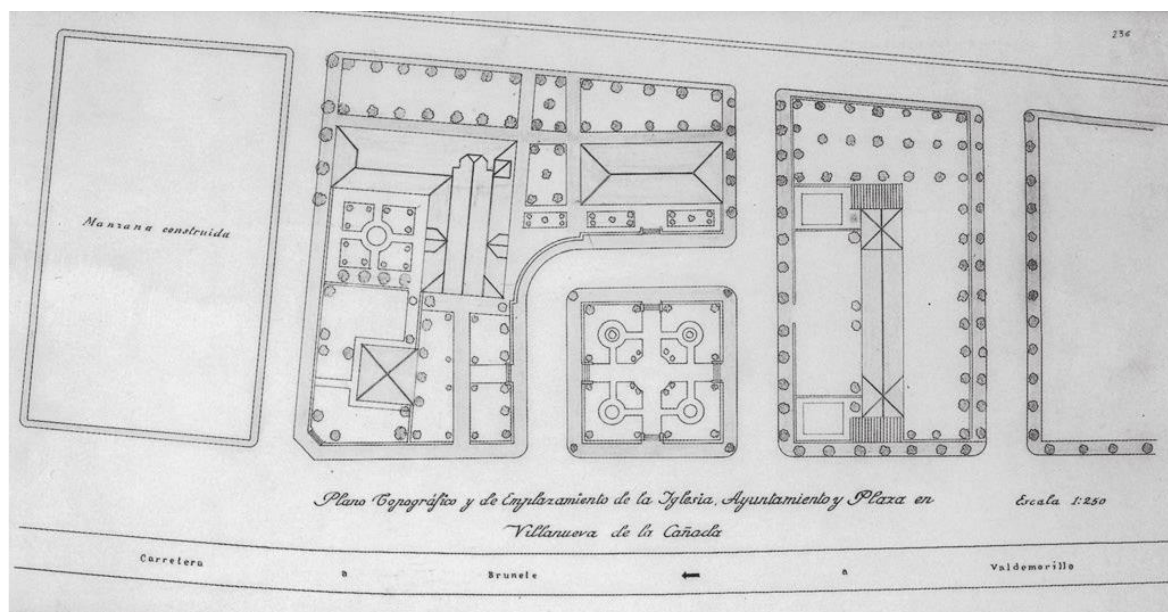 236
Manzana construida
Plano Topográfico y de Emplazamiento de la Iglesia, Ayuntamiento y Plaza en
Villanueva de la Cañada
Escala 1:250
Carretera a Brunete ← a Valdemorillo